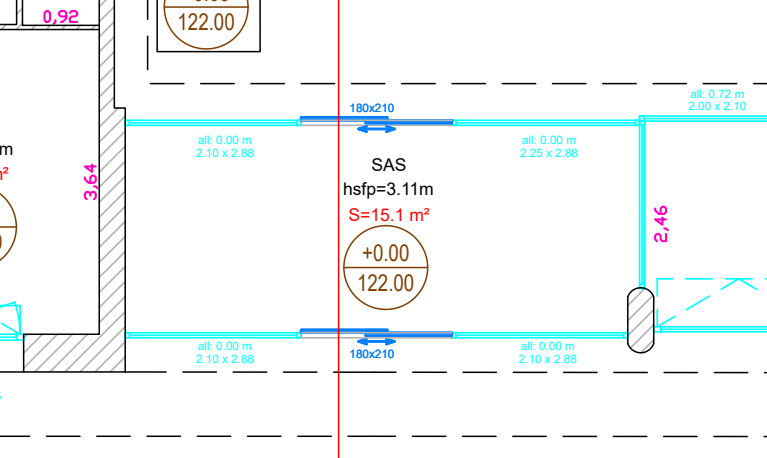 0,92
122.00
180x210
all: 0.72 m
2.00 x 2.10
all: 0.00 m
2.10 x 2.88
all: 0.00 m
2.25 x 2.88
m
m²
3,64
SAS
hsfp=3.11m
S=15.1 m²
+0.00
122.00
2,46
all: 0.00 m
2.10 x 2.88
180x210
all: 0.00 m
2.10 x 2.88